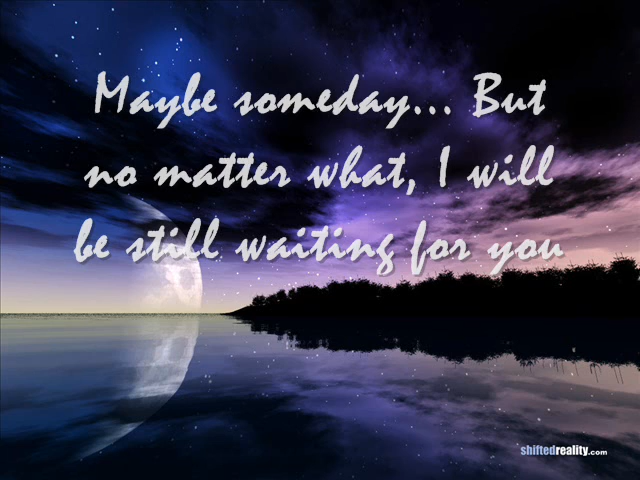 Maybe someday... But
no matter what, I will
be still waiting for you
shiftedreality.com